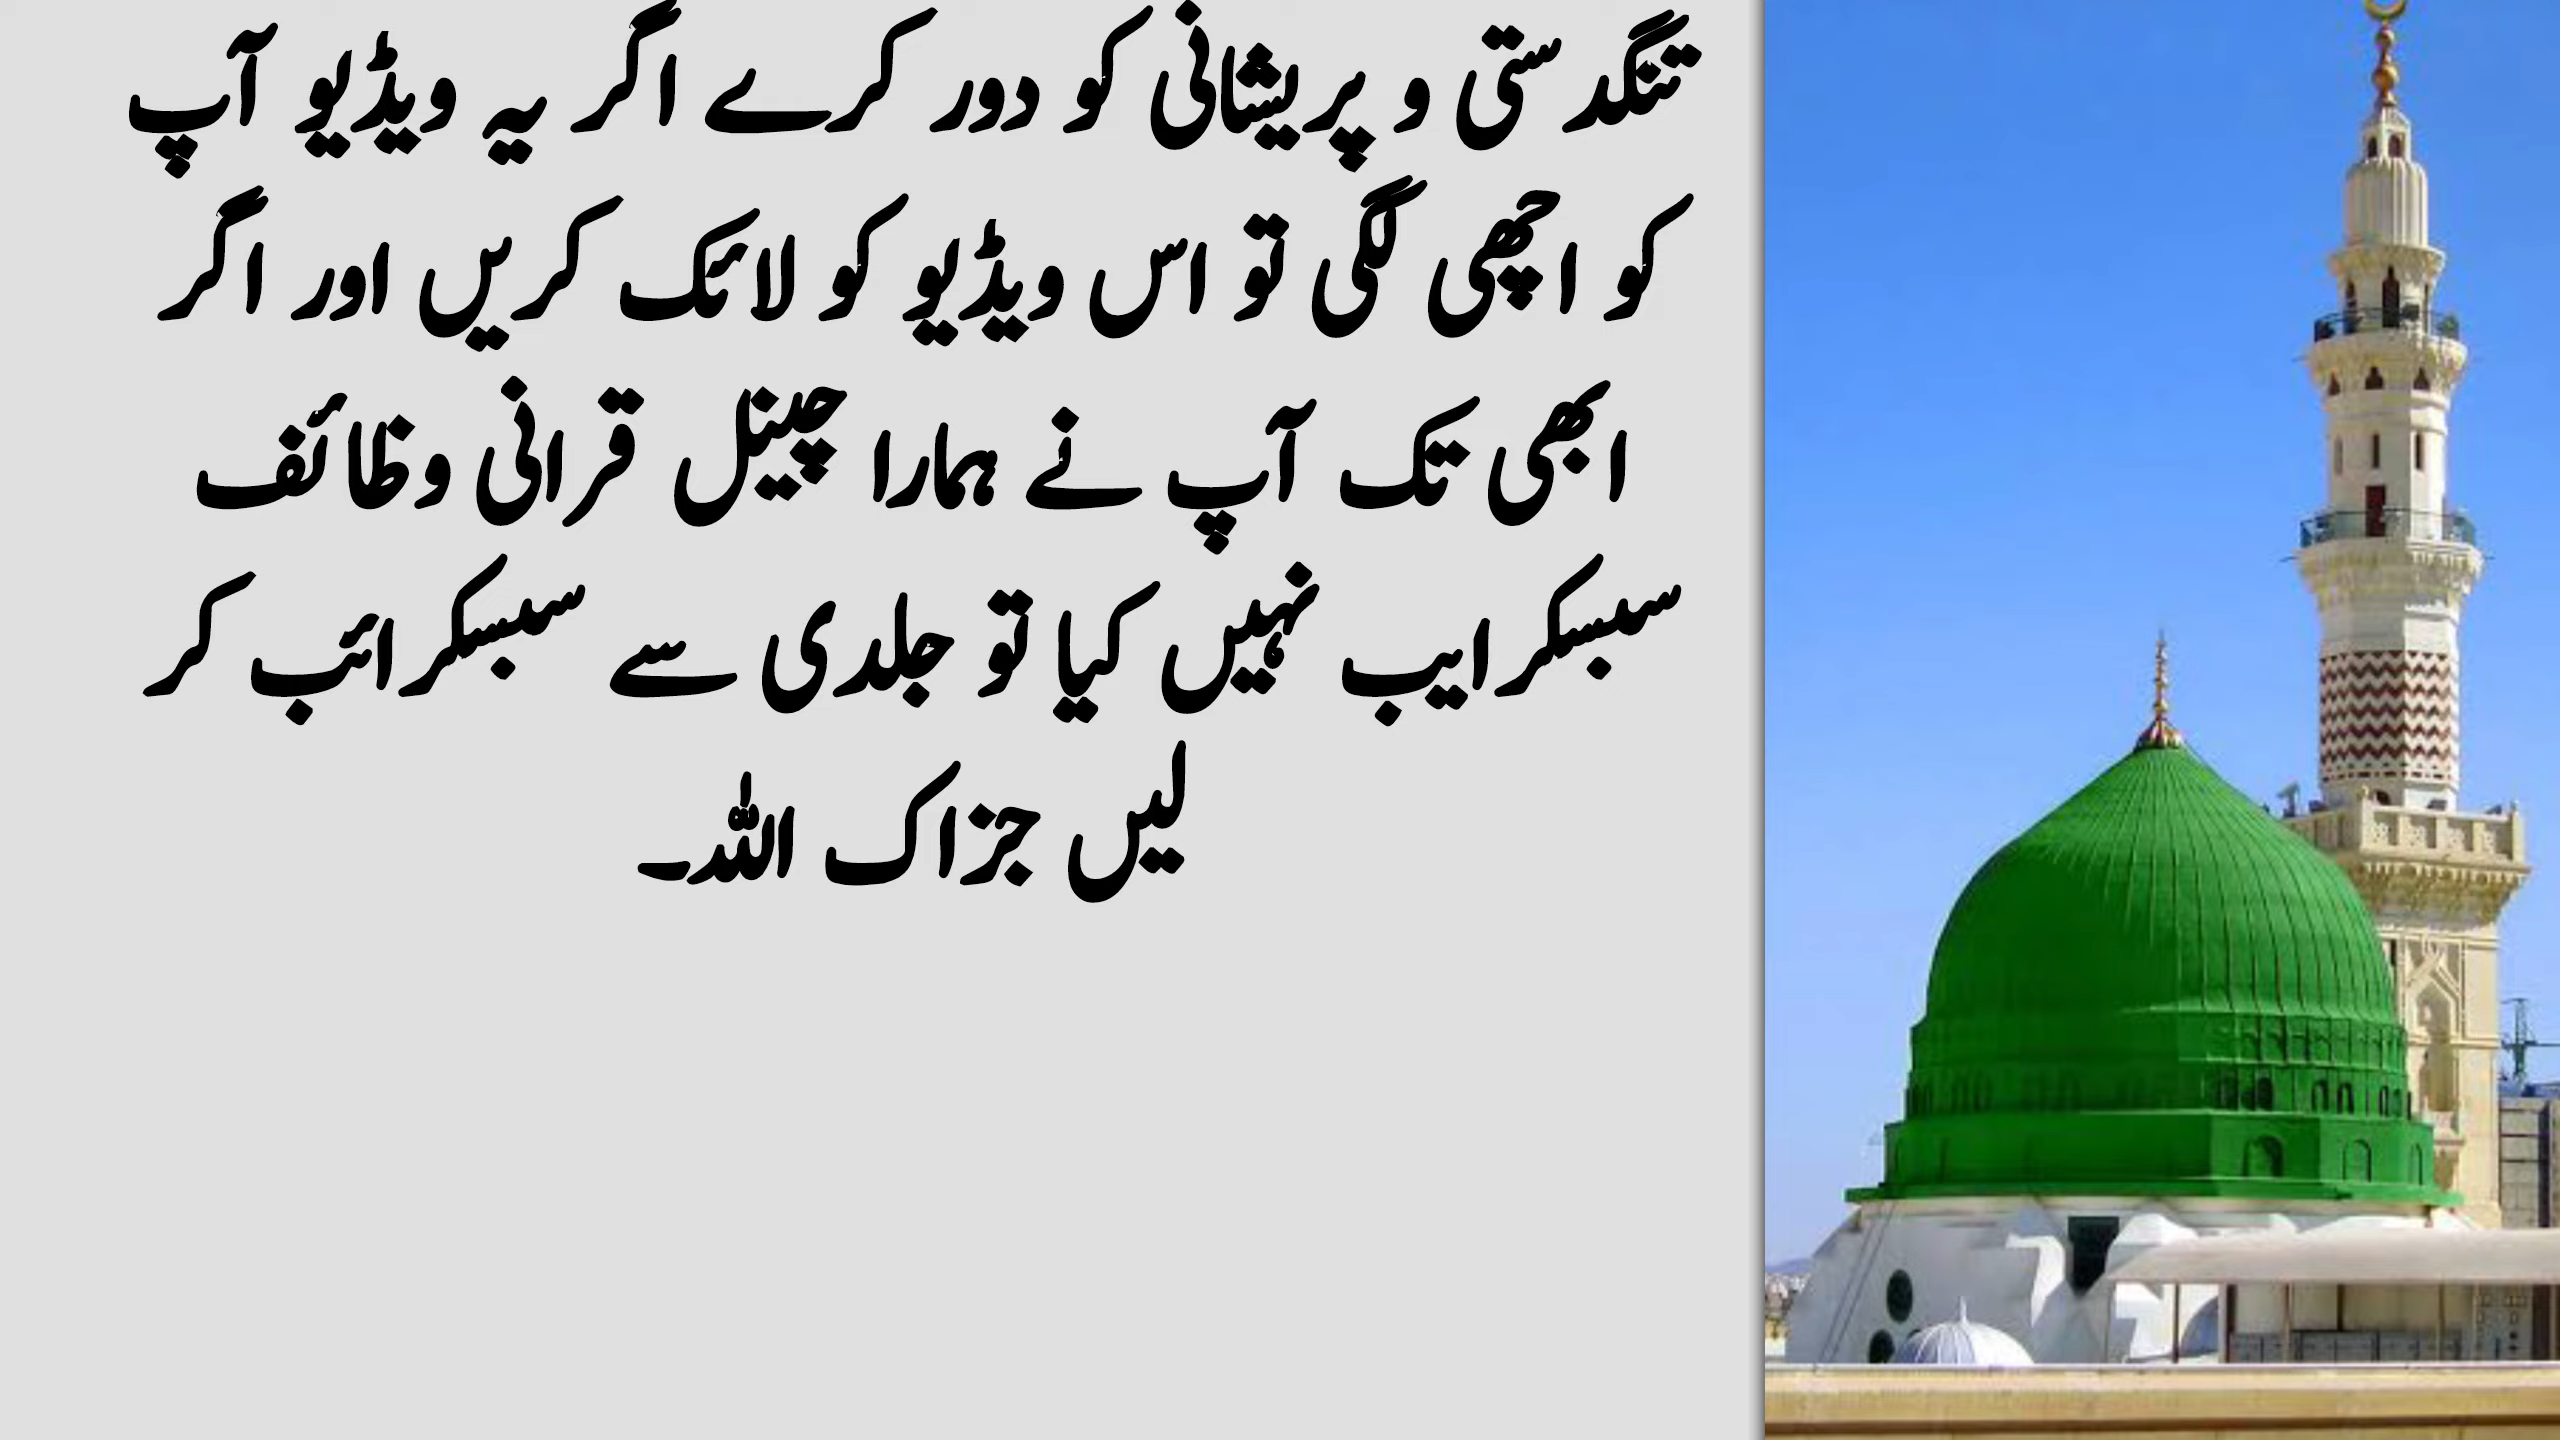 تنگدستی و پریشانی کو دور کرے اگر یہ ویڈیو آپ
کو اچھی لگی تو اس ویڈیو کو لائک کریں اور اگر
ابھی تک آپ نے ہمارا چینل قرانی وظائف
سبسکرایب نہیں کیا تو جلدی سے سبسکرائب کر
لیں جزاک اللہ۔